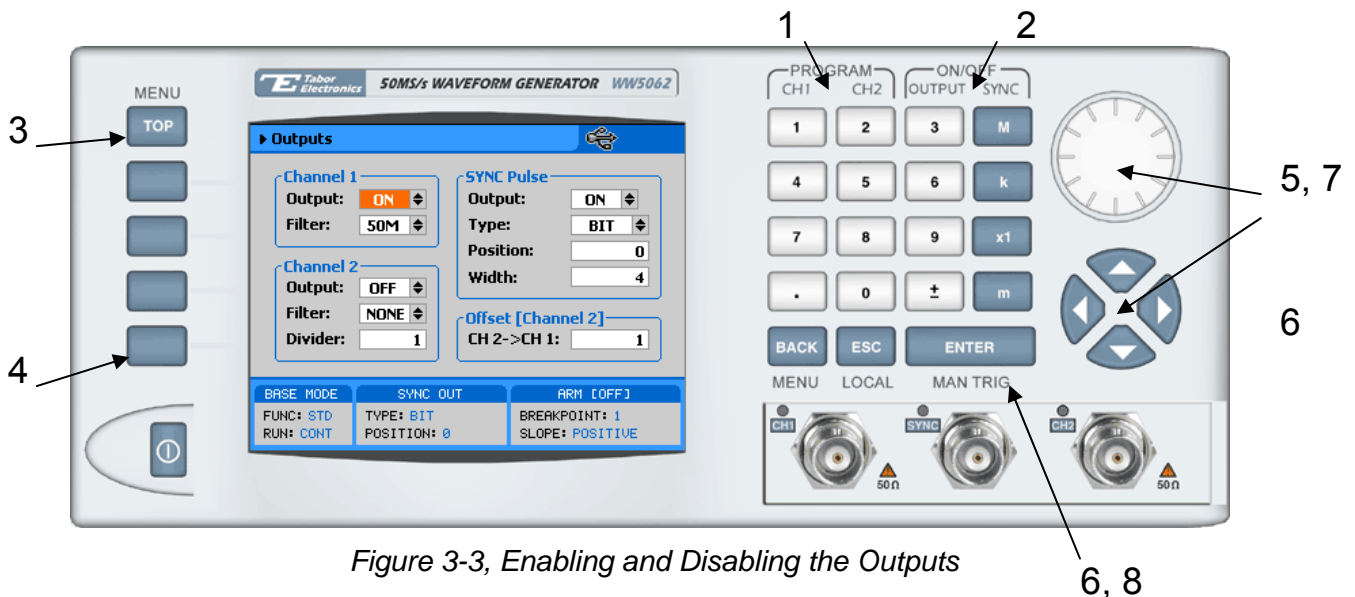 1 2
PROGRAM ON/OFF
CH1 CH2 OUTPUT SYNC
MENU
Tabor Electronics 50MS/s WAVEFORM GENERATOR WW5062
3
TOP
1 2 3 M
Outputs
5, 7
4 5 6 k
Channel 1
Output: ON
Filter: 50M
SYNC Pulse
Output: ON
Type: BIT
Position: 0
Width: 4
7 8 9 x1
Channel 2
Output: OFF
Filter: NONE
Divider: 1
Offset [Channel 2]
CH 2->CH 1: 1
. 0 ± m
6
BACK ESC ENTER
4
MENU LOCAL MAN TRIG
BASE MODE SYNC OUT ARM [OFF]
FUNC: STD TYPE: BIT BREAKPOINT: 1
RUN: CONT POSITION: 0 SLOPE: POSITIVE
CH1 SYNC CH2
50Ω 50Ω
Figure 3-3, Enabling and Disabling the Outputs
6, 8